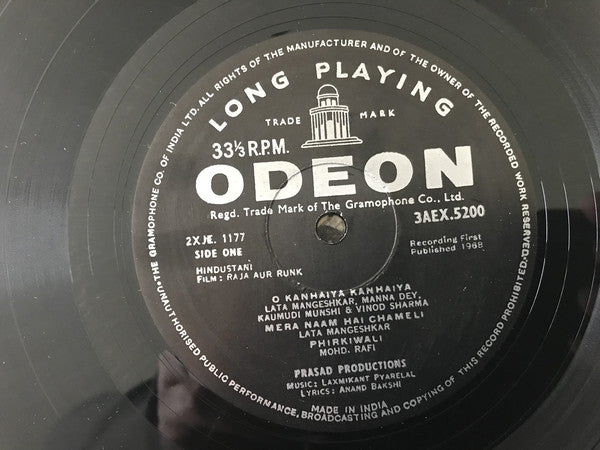 LONG PLAYING
TRADE MARK
33⅓ R.P.M.
ODEON
Regd. Trade Mark of The Gramophone Co., Ltd.
3AEX.5200
2XJE. 1177
SIDE ONE
Recording First
Published 1968
HINDUSTANI
FILM: RAJA AUR RUNK
O KANHAIYA KANHAIYA
LATA MANGESHKAR, MANNA DEY,
KAUMUDI MUNSHI & VINOD SHARMA
MERA NAAM HAI CHAMELI
LATA MANGESHKAR
PHIRKIWALI
MOHD. RAFI
PRASAD PRODUCTIONS
MUSIC: LAXMIKANT PYARELAL
LYRICS: ANAND BAKSHI
MADE IN INDIA
THE GRAMOPHONE CO. OF INDIA LTD. ALL RIGHTS OF THE MANUFACTURER AND OF THE OWNER OF THE RECORDED WORK RESERVED. UNAUTHORISED PUBLIC PERFORMANCE, BROADCASTING AND COPYING OF THIS RECORD PROHIBITED.